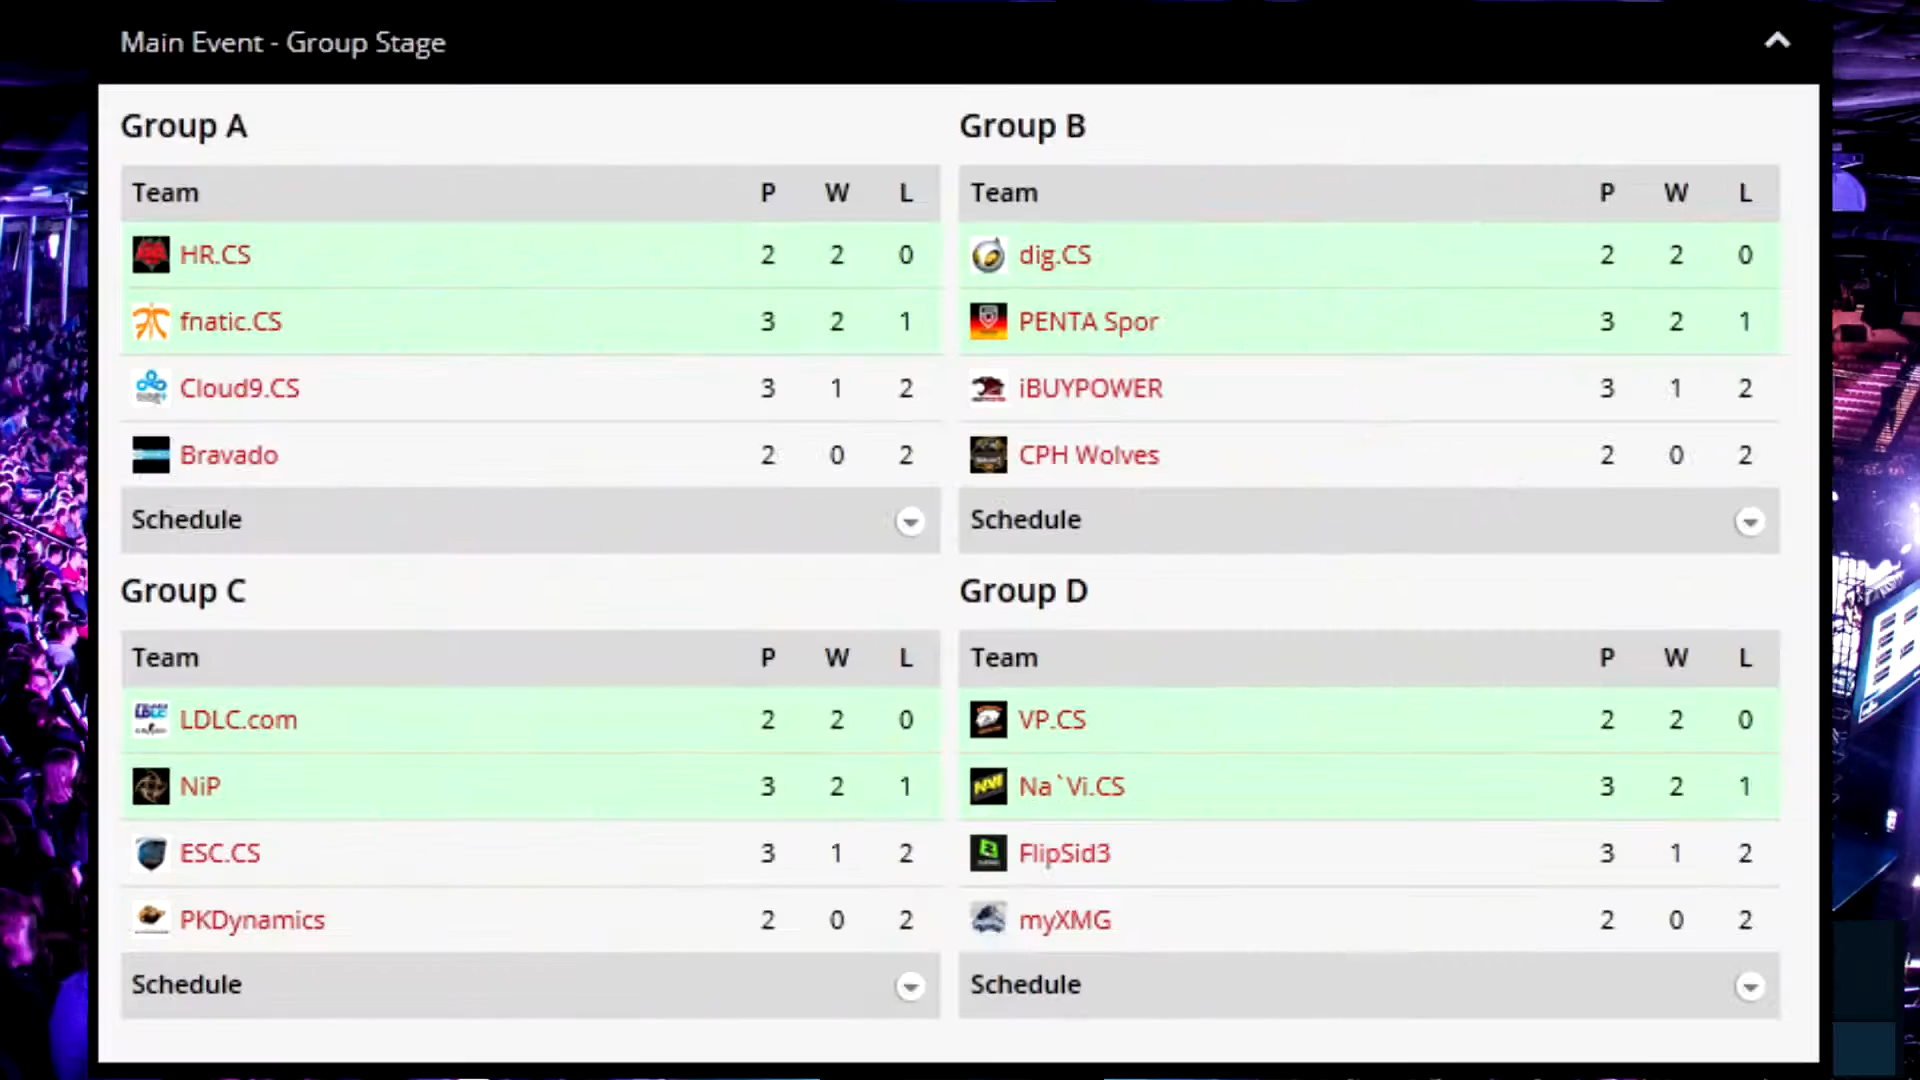 Main Event - Group Stage
Group A
Team P W L
HR.CS 2 2 0
fnatic.CS 3 2 1
Cloud9.CS 3 1 2
Bravado 2 0 2
Schedule
Group B
Team P W L
dig.CS 2 2 0
PENTA Spor 3 2 1
iBUYPOWER 3 1 2
CPH Wolves 2 0 2
Schedule
Group C
Team P W L
LDLC.com 2 2 0
NiP 3 2 1
ESC.CS 3 1 2
PKDynamics 2 0 2
Schedule
Group D
Team P W L
VP.CS 2 2 0
Na`Vi.CS 3 2 1
FlipSid3 3 1 2
myXMG 2 0 2
Schedule